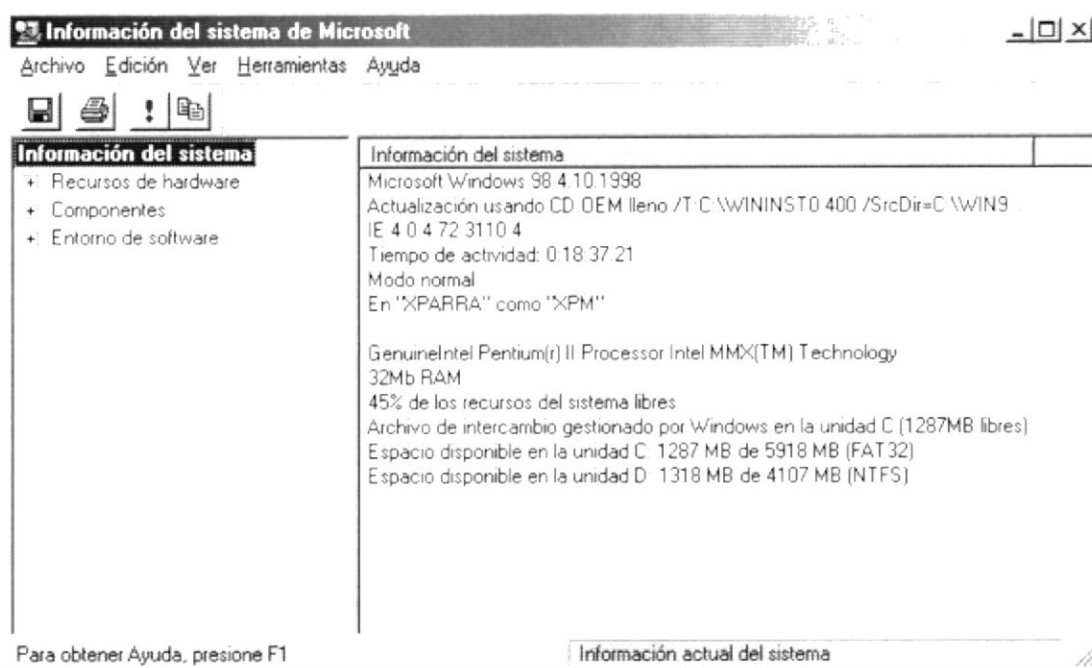 Información del sistema de Microsoft
Archivo Edición Ver Herramientas Ayuda
Información del sistema
Recursos de hardware
Componentes
Entorno de software
Información del sistema
Microsoft Windows 98 4.10.1998
Actualización usando CD OEM lleno /T:C:\WININST0.400 /SrcDir=C:\WIN9...
IE 4.0 4.72.3110.4
Tiempo de actividad: 0:18:37:21
Modo normal
En "XPARRA" como "XPM"
GenuineIntel Pentium(r) II Processor Intel MMX(TM) Technology
32Mb RAM
45% de los recursos del sistema libres
Archivo de intercambio gestionado por Windows en la unidad C (1287MB libres)
Espacio disponible en la unidad C: 1287 MB de 5918 MB (FAT32)
Espacio disponible en la unidad D: 1318 MB de 4107 MB (NTFS)
Para obtener Ayuda, presione F1
Información actual del sistema